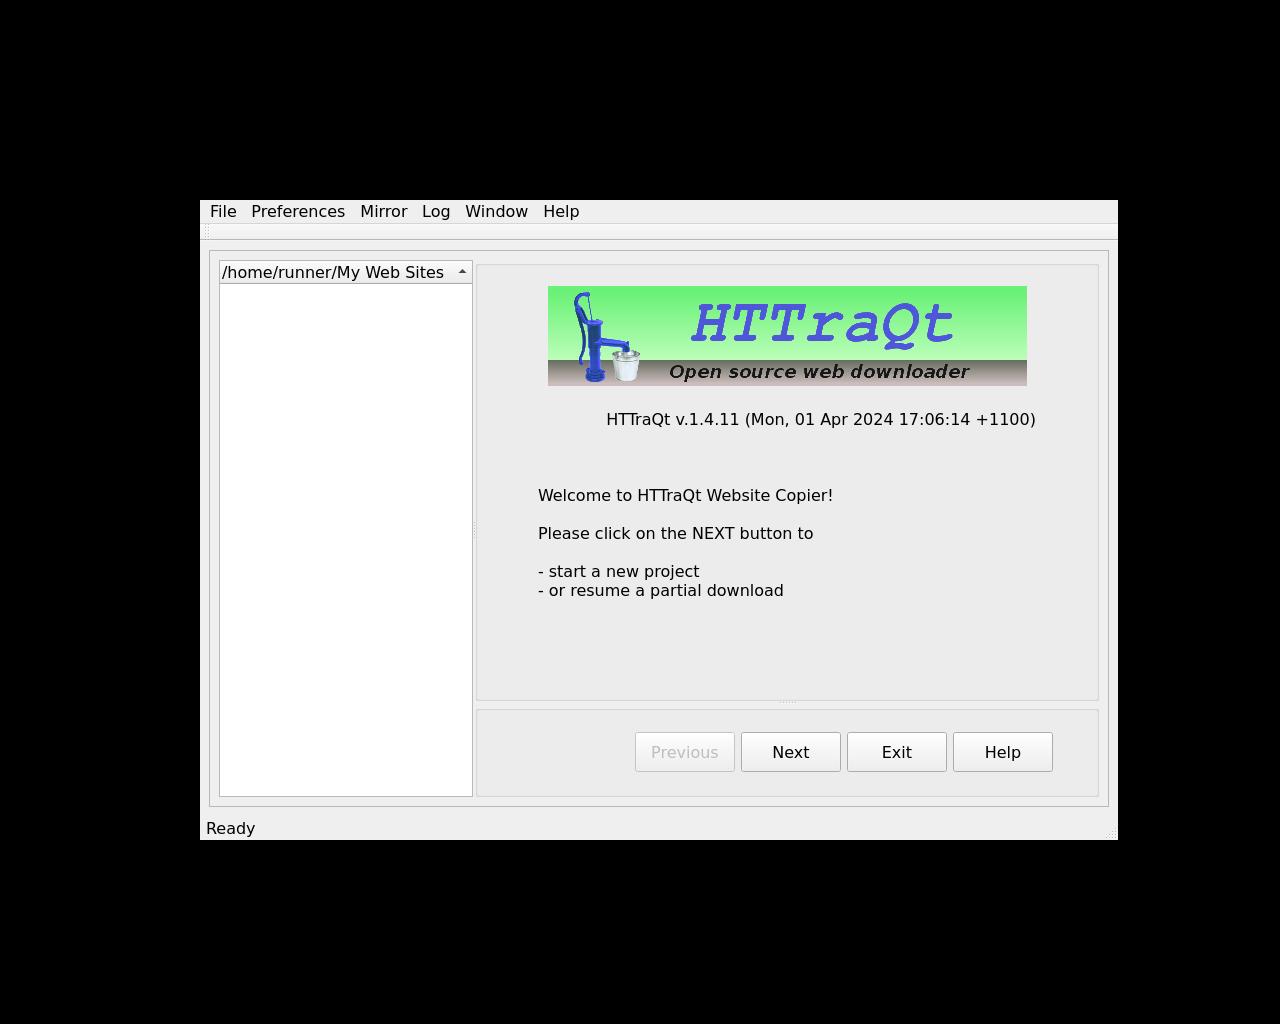 File Preferences Mirror Log Window Help
/home/runner/My Web Sites
HTTraQt
Open source web downloader
HTTraQt v.1.4.11 (Mon, 01 Apr 2024 17:06:14 +1100)
Welcome to HTTraQt Website Copier!
Please click on the NEXT button to
- start a new project
- or resume a partial download
Previous Next Exit Help
Ready